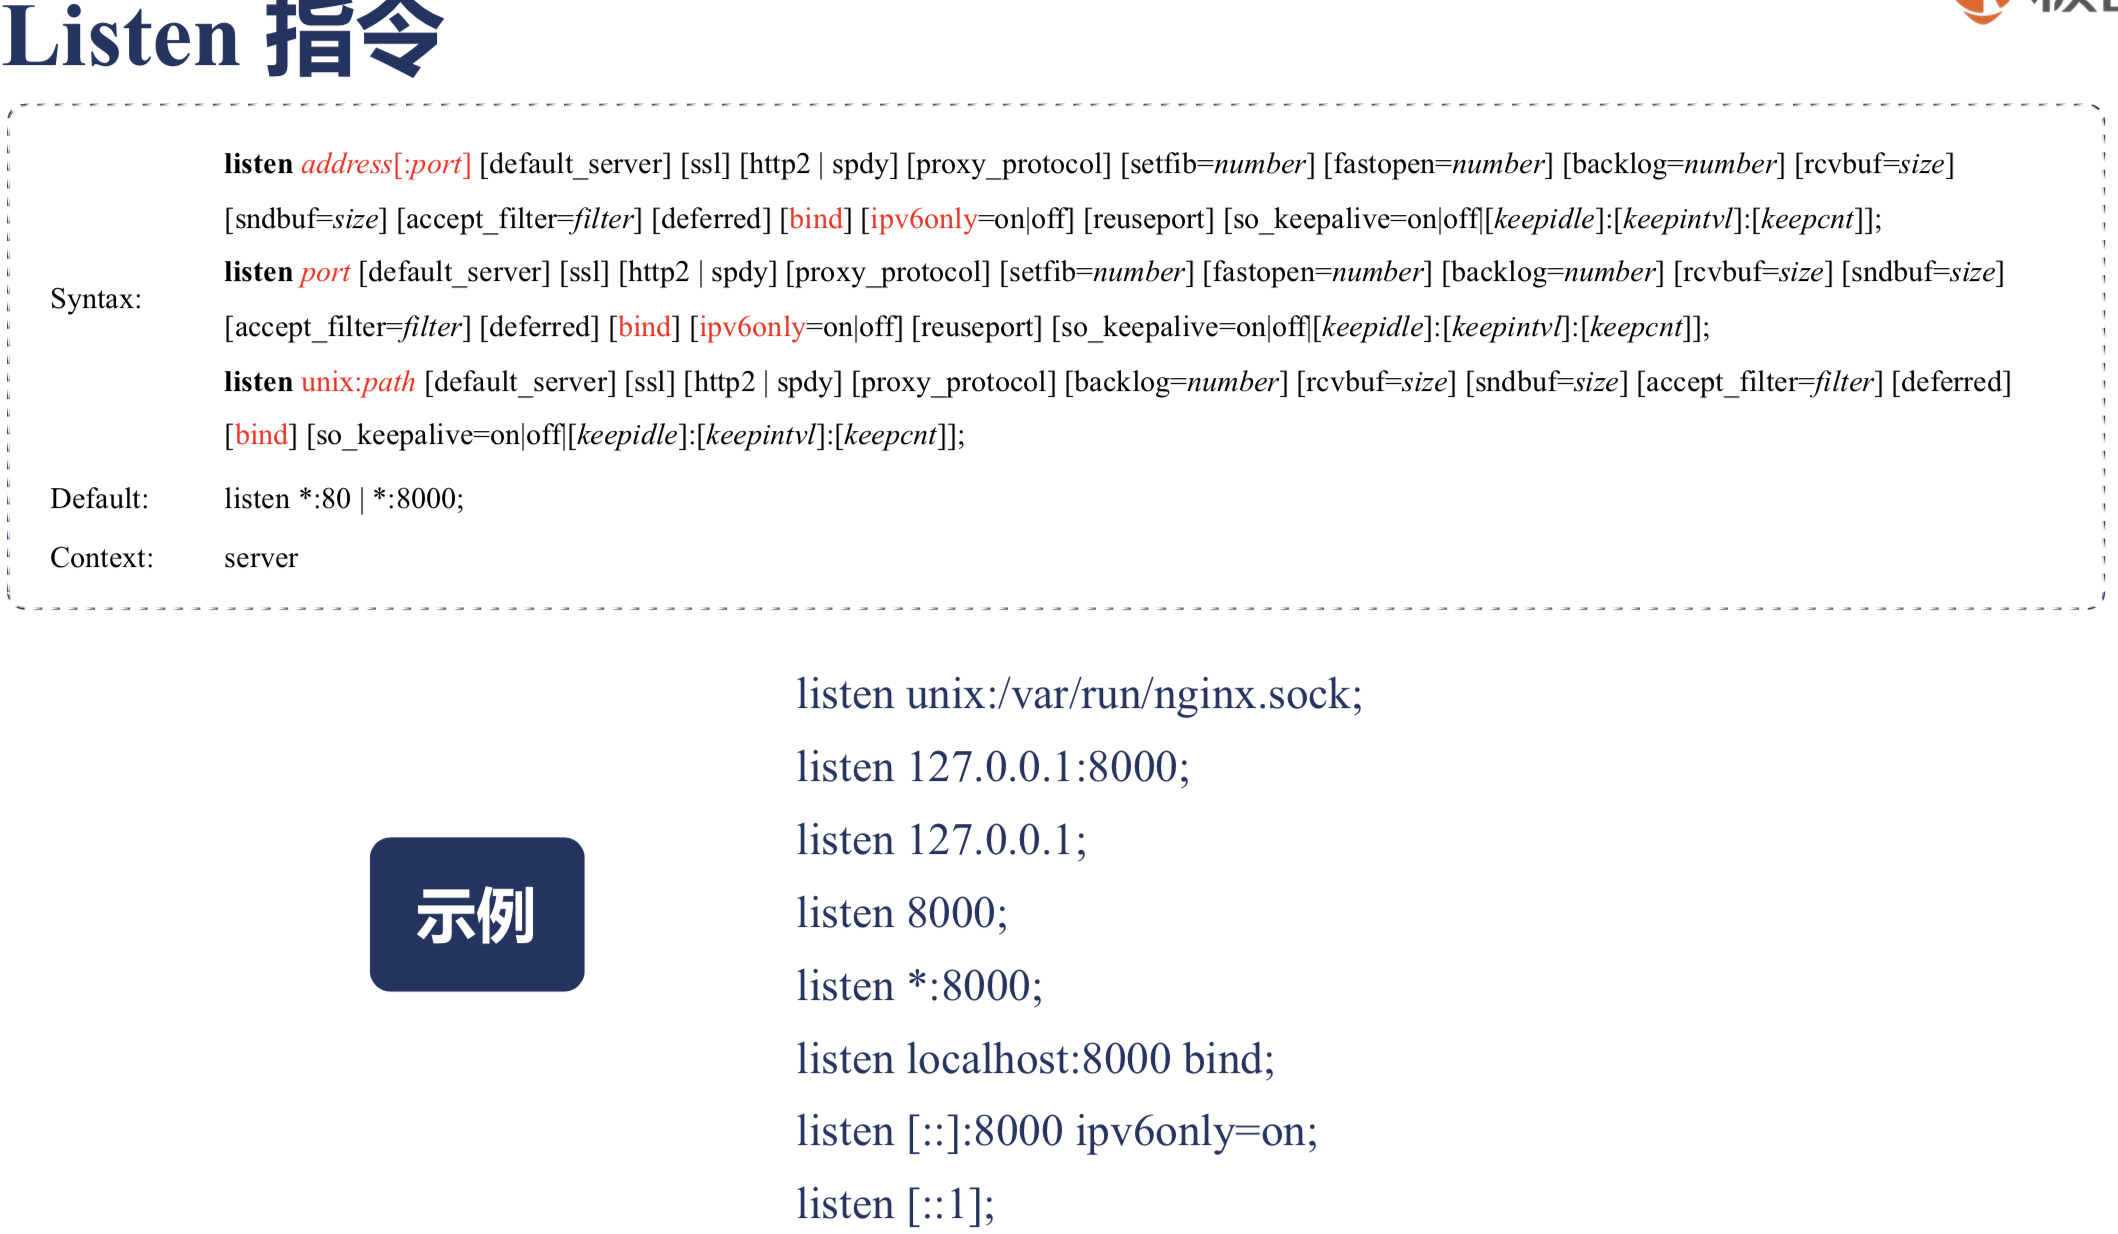 Listen 指令
listen address[:port] [default_server] [ssl] [http2 | spdy] [proxy_protocol] [setfib=number] [fastopen=number] [backlog=number] [rcvbuf=size]
[sndbuf=size] [accept_filter=filter] [deferred] [bind] [ipv6only=on|off] [reuseport] [so_keepalive=on|off|[keepidle]:[keepintvl]:[keepcnt]];
listen port [default_server] [ssl] [http2 | spdy] [proxy_protocol] [setfib=number] [fastopen=number] [backlog=number] [rcvbuf=size] [sndbuf=size]
Syntax:
[accept_filter=filter] [deferred] [bind] [ipv6only=on|off] [reuseport] [so_keepalive=on|off|[keepidle]:[keepintvl]:[keepcnt]];
listen unix:path [default_server] [ssl] [http2 | spdy] [proxy_protocol] [backlog=number] [rcvbuf=size] [sndbuf=size] [accept_filter=filter] [deferred]
[bind] [so_keepalive=on|off|[keepidle]:[keepintvl]:[keepcnt]];
Default: listen *:80 | *:8000;
Context: server
示例
listen unix:/var/run/nginx.sock;
listen 127.0.0.1:8000;
listen 127.0.0.1;
listen 8000;
listen *:8000;
listen localhost:8000 bind;
listen [::]:8000 ipv6only=on;
listen [::1];